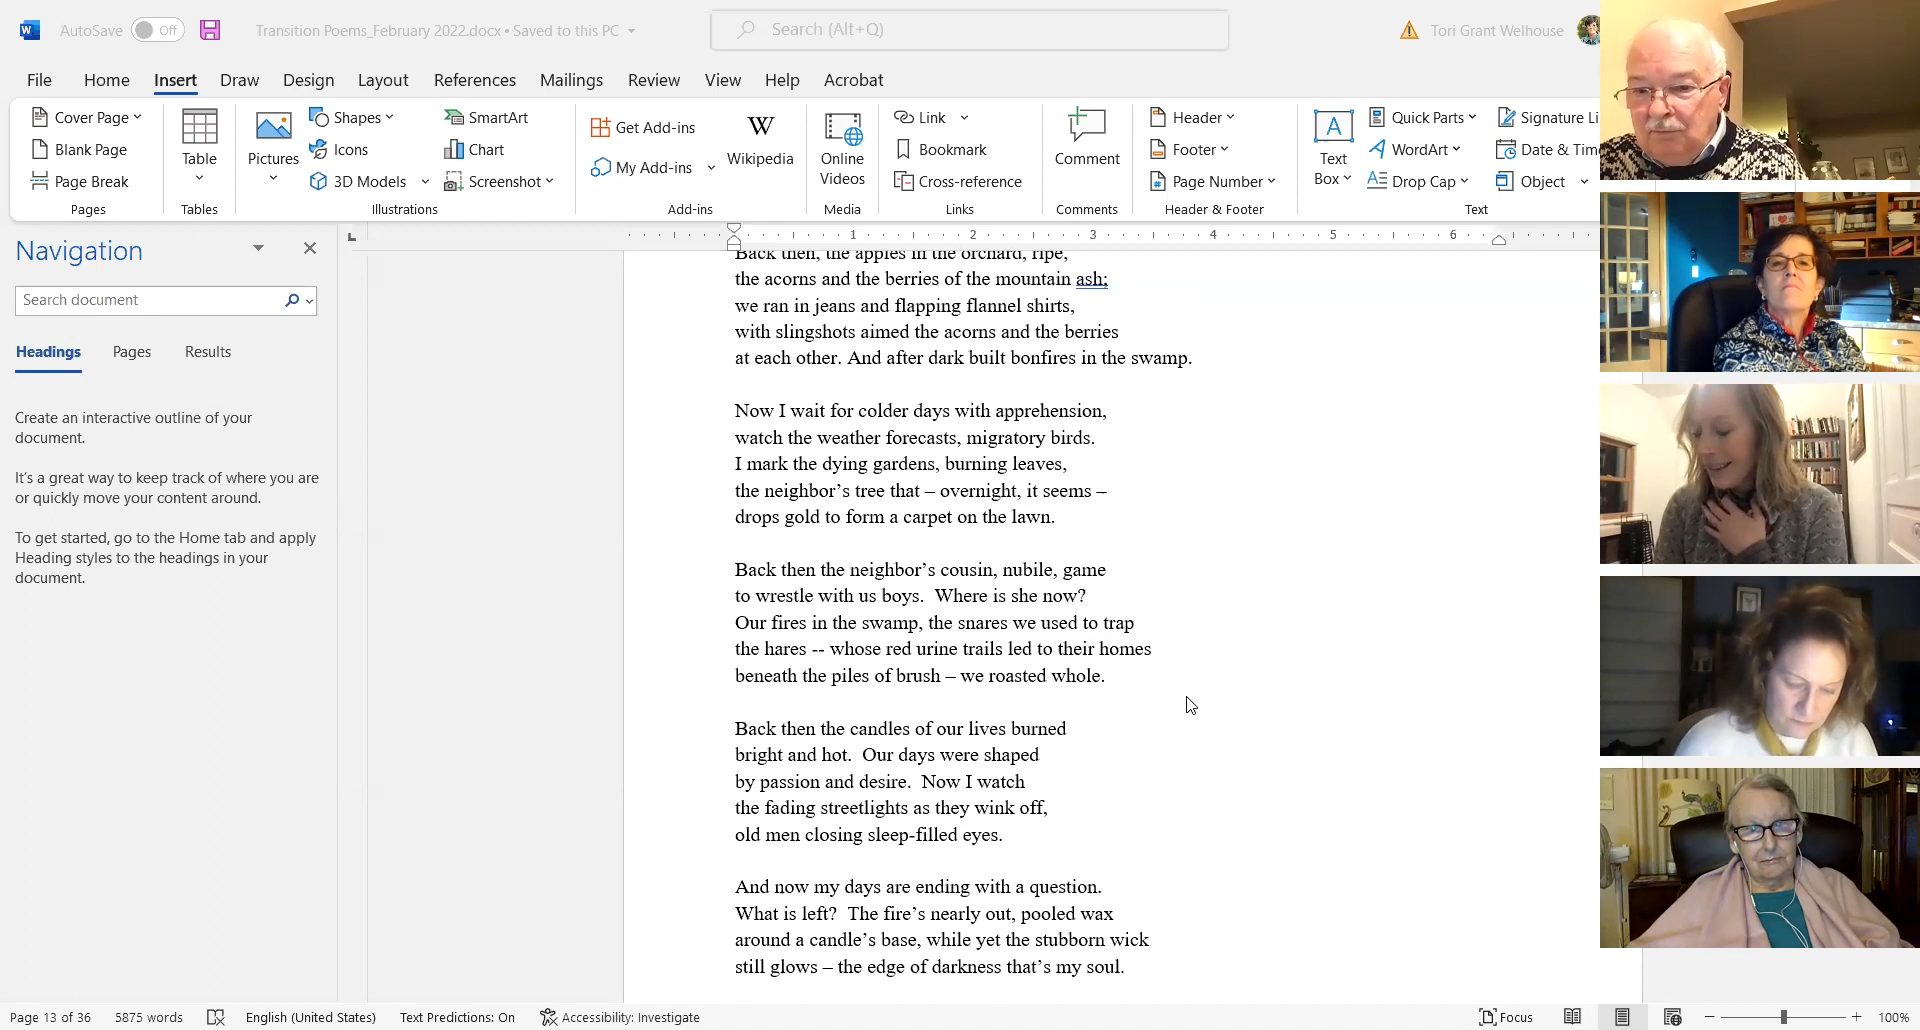 AutoSave Off Transition Poems_February 2022.docx • Saved to this PC Search (Alt+Q) Tori Grant Welhouse
File Home Insert Draw Design Layout References Mailings Review View Help Acrobat
Cover Page
Blank Page
Page Break
Pages
Table
Tables
Pictures
Shapes
Icons
3D Models
SmartArt
Chart
Screenshot
Illustrations
Get Add-ins
My Add-ins
W
Wikipedia
Add-ins
Online
Videos
Media
Link
Bookmark
Cross-reference
Links
Comment
Comments
Header
Footer
Page Number
Header & Footer
A
Text
Box
Quick Parts
WordArt
Drop Cap
Signature Li
Date & Tim
Object
Text
Navigation
Search document
Headings Pages Results
Create an interactive outline of your
document.
It's a great way to keep track of where you are
or quickly move your content around.
To get started, go to the Home tab and apply
Heading styles to the headings in your
document.
1 2 3 4 5 6
Back then, the apples in the orchard, ripe,
the acorns and the berries of the mountain ash;
we ran in jeans and flapping flannel shirts,
with slingshots aimed the acorns and the berries
at each other. And after dark built bonfires in the swamp.
Now I wait for colder days with apprehension,
watch the weather forecasts, migratory birds.
I mark the dying gardens, burning leaves,
the neighbor's tree that – overnight, it seems –
drops gold to form a carpet on the lawn.
Back then the neighbor's cousin, nubile, game
to wrestle with us boys.  Where is she now?
Our fires in the swamp, the snares we used to trap
the hares -- whose red urine trails led to their homes
beneath the piles of brush – we roasted whole.
Back then the candles of our lives burned
bright and hot.  Our days were shaped
by passion and desire.  Now I watch
the fading streetlights as they wink off,
old men closing sleep-filled eyes.
And now my days are ending with a question.
What is left?  The fire's nearly out, pooled wax
around a candle's base, while yet the stubborn wick
still glows – the edge of darkness that's my soul.
Page 13 of 36 5875 words English (United States) Text Predictions: On Accessibility: Investigate Focus 100%